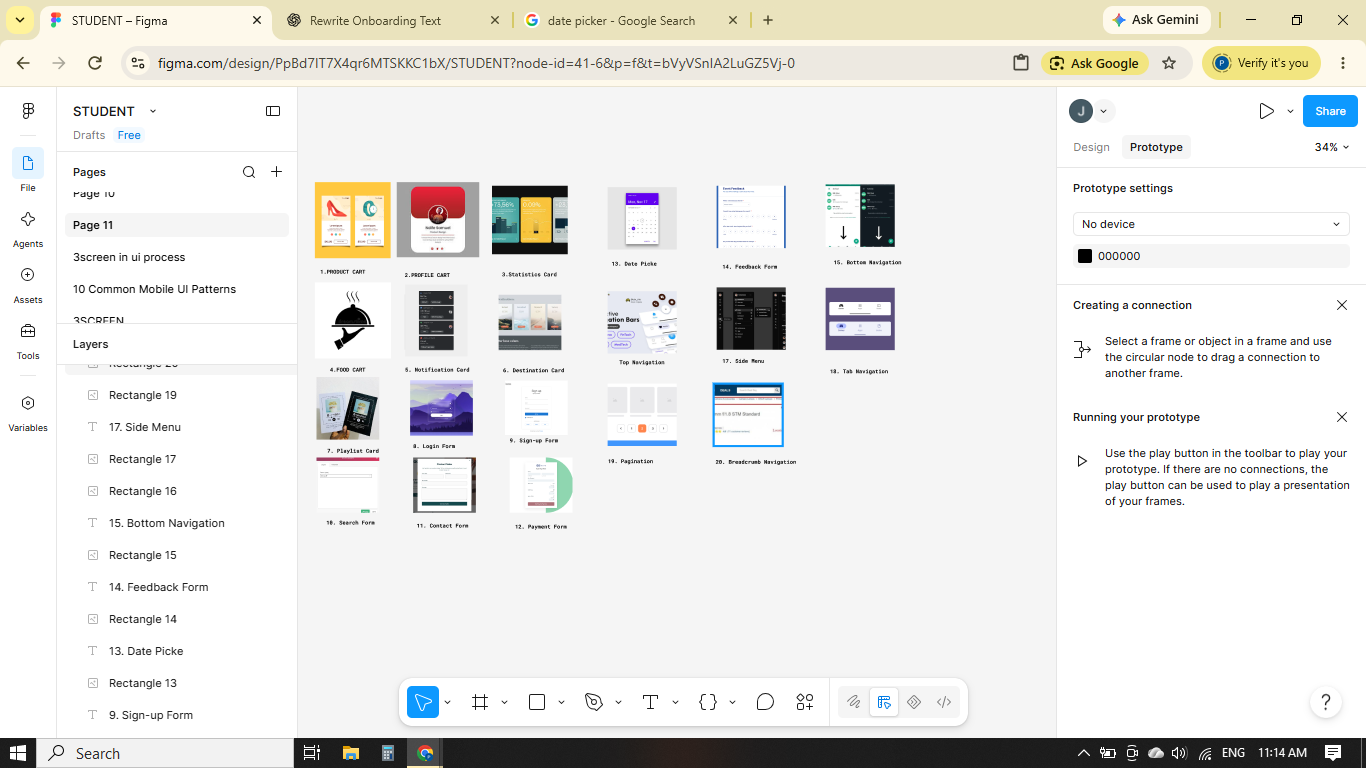 STUDENT – Figma
Rewrite Onboarding Text
date picker - Google Search
Ask Gemini
figma.com/design/PpBd7IT7X4qr6MTSKKC1bX/STUDENT?node-id=41-6&p=f&t=bVyVSnIA2LuGZ5Vj-0
Ask Google
Verify it's you
File
Agents
Assets
Tools
Variables
STUDENT
Drafts
Free
Pages
Page 10
Page 11
3screen in ui process
10 Common Mobile UI Patterns
3SCREEN
Layers
Rectangle 20
Rectangle 19
17. Side Menu
Rectangle 17
Rectangle 16
15. Bottom Navigation
Rectangle 15
14. Feedback Form
Rectangle 14
13. Date Picke
Rectangle 13
9. Sign-up Form
1.PRODUCT CART
2.PROFILE CART
3.Statistics Card
13. Date Picke
14. Feedback Form
15. Bottom Navigation
4.FOOD CART
5. Notification Card
6. Destination Card
Top Navigation
17. Side Menu
18. Tab Navigation
7. Playlist Card
8. Login Form
9. Sign-up Form
19. Pagination
20. Breadcrumb Navigation
10. Search Form
11. Contact Form
12. Payment Form
J
Share
Design
Prototype
34%
Prototype settings
No device
000000
Creating a connection
Select a frame or object in a frame and use
the circular node to drag a connection to
another frame.
Running your prototype
Use the play button in the toolbar to play your
prototype. If there are no connections, the
play button can be used to play a presentation
of your frames.
?
Search
ENG
11:14 AM